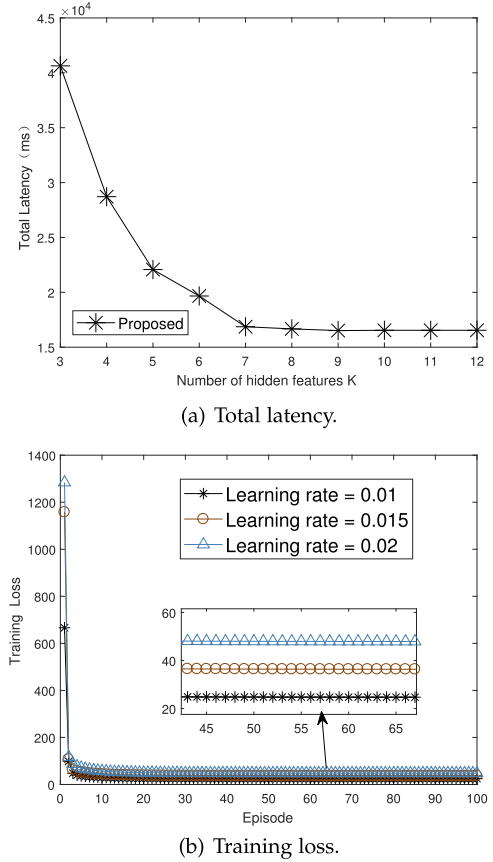 ×10⁴
4.5
4
3.5
3
2.5
2
1.5
Total Latency（ms）
Proposed
3 4 5 6 7 8 9 10 11 12
Number of hidden features K
(a) Total latency.
1400
1200
1000
800
600
400
200
0
Training Loss
Learning rate = 0.01
Learning rate = 0.015
Learning rate = 0.02
60
40
20
45 50 55 60 65
0 10 20 30 40 50 60 70 80 90 100
Episode
(b) Training loss.